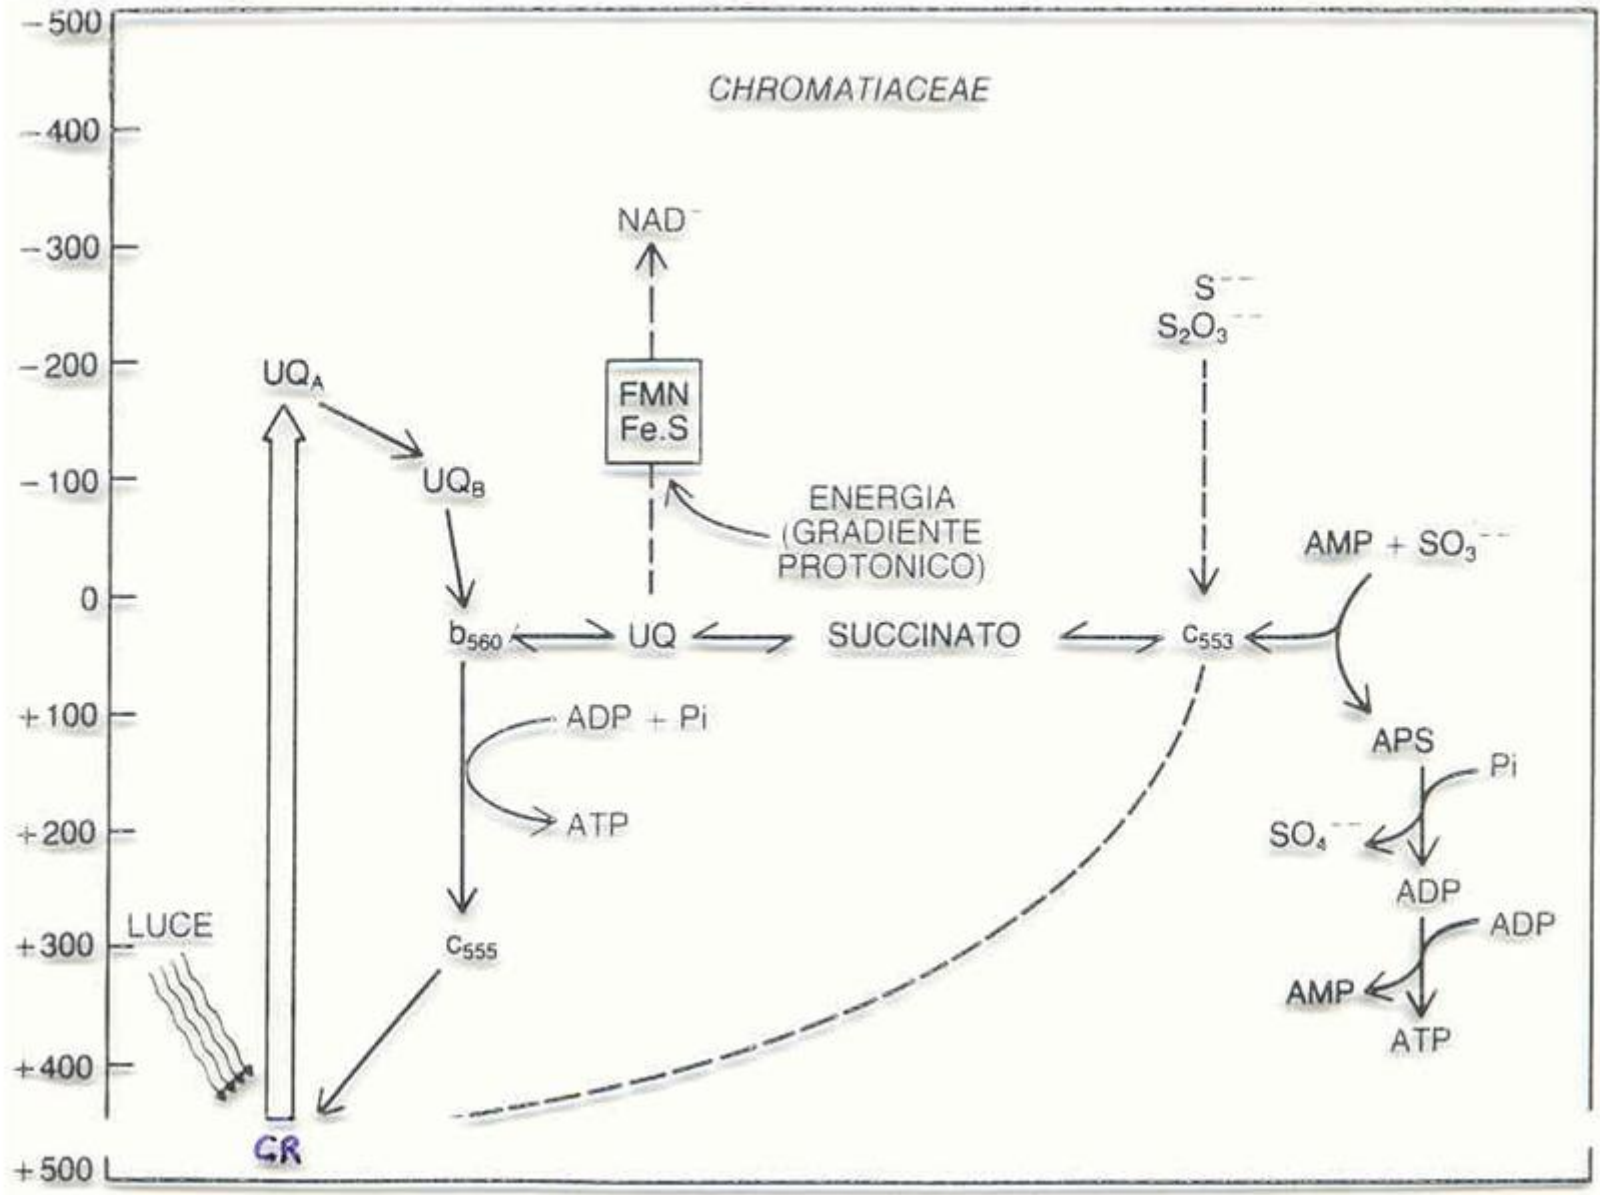 CHROMATIACEAE
−500
−400
−300
−200
−100
0
+100
+200
+300
+400
+500
NAD⁻
FMN
Fe.S
ENERGIA
(GRADIENTE
PROTONICO)
S⁻⁻
S₂O₃⁻⁻
UQ_A
UQ_B
b₅₆₀
UQ
SUCCINATO
c₅₅₃
AMP + SO₃⁻⁻
ADP + Pi
ATP
APS
Pi
SO₄⁻⁻
ADP
ADP
AMP
ATP
LUCE
c₅₅₅
CR